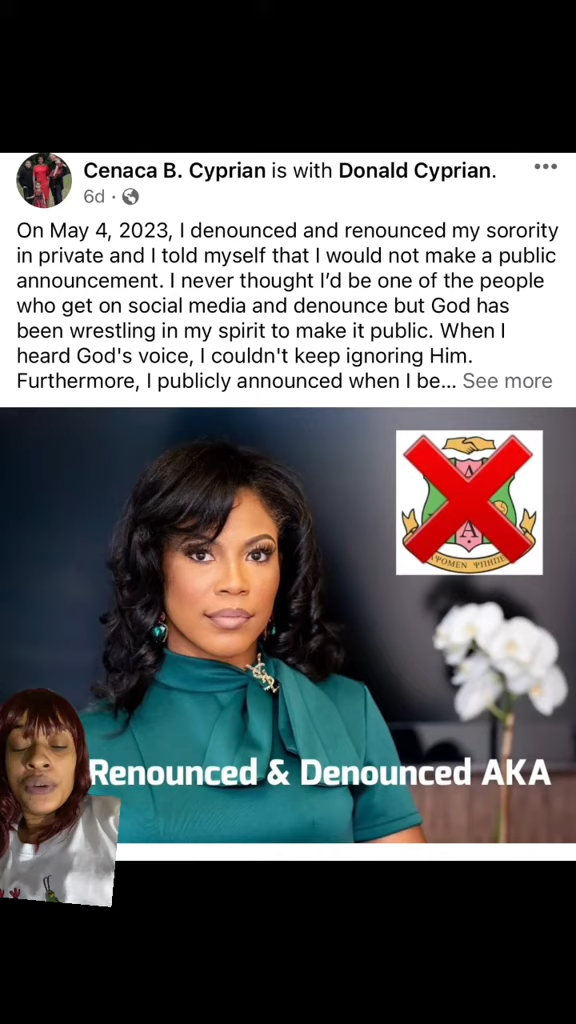 Cenaca B. Cyprian is with Donald Cyprian.
6d ·
On May 4, 2023, I denounced and renounced my sorority
in private and I told myself that I would not make a public
announcement. I never thought I’d be one of the people
who get on social media and denounce but God has
been wrestling in my spirit to make it public. When I
heard God's voice, I couldn't keep ignoring Him.
Furthermore, I publicly announced when I be... See more
A
A
Renounced & Denounced AKA